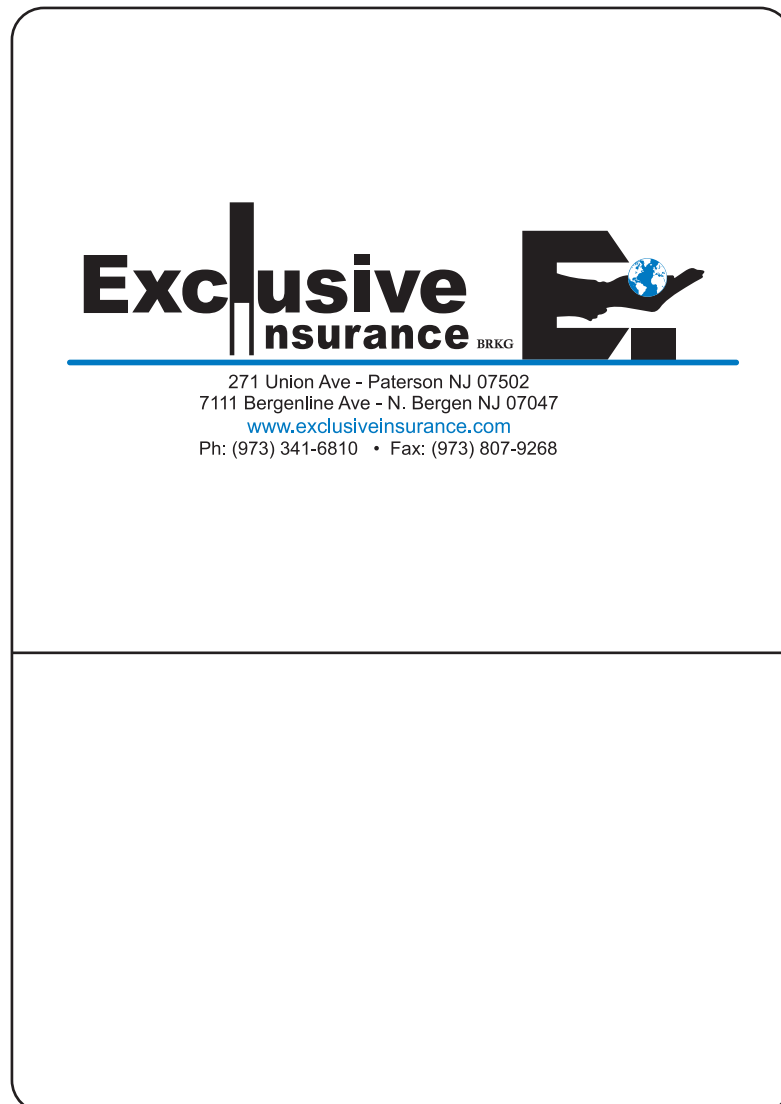 Exclusive
Insurance BRKG
Ei
271 Union Ave - Paterson NJ 07502
7111 Bergenline Ave - N. Bergen NJ 07047
www.exclusiveinsurance.com
Ph: (973) 341-6810 • Fax: (973) 807-9268